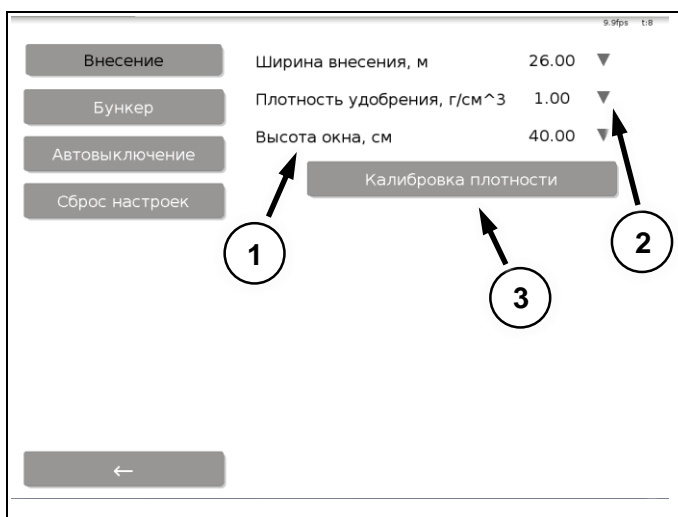 9.9fps t:8
Внесение
Бункер
Автовыключение
Сброс настроек
Ширина внесения, м 26.00 ▼
Плотность удобрения, г/см^3 1.00 ▼
Высота окна, см 40.00 ▼
Калибровка плотности
1
2
3
←